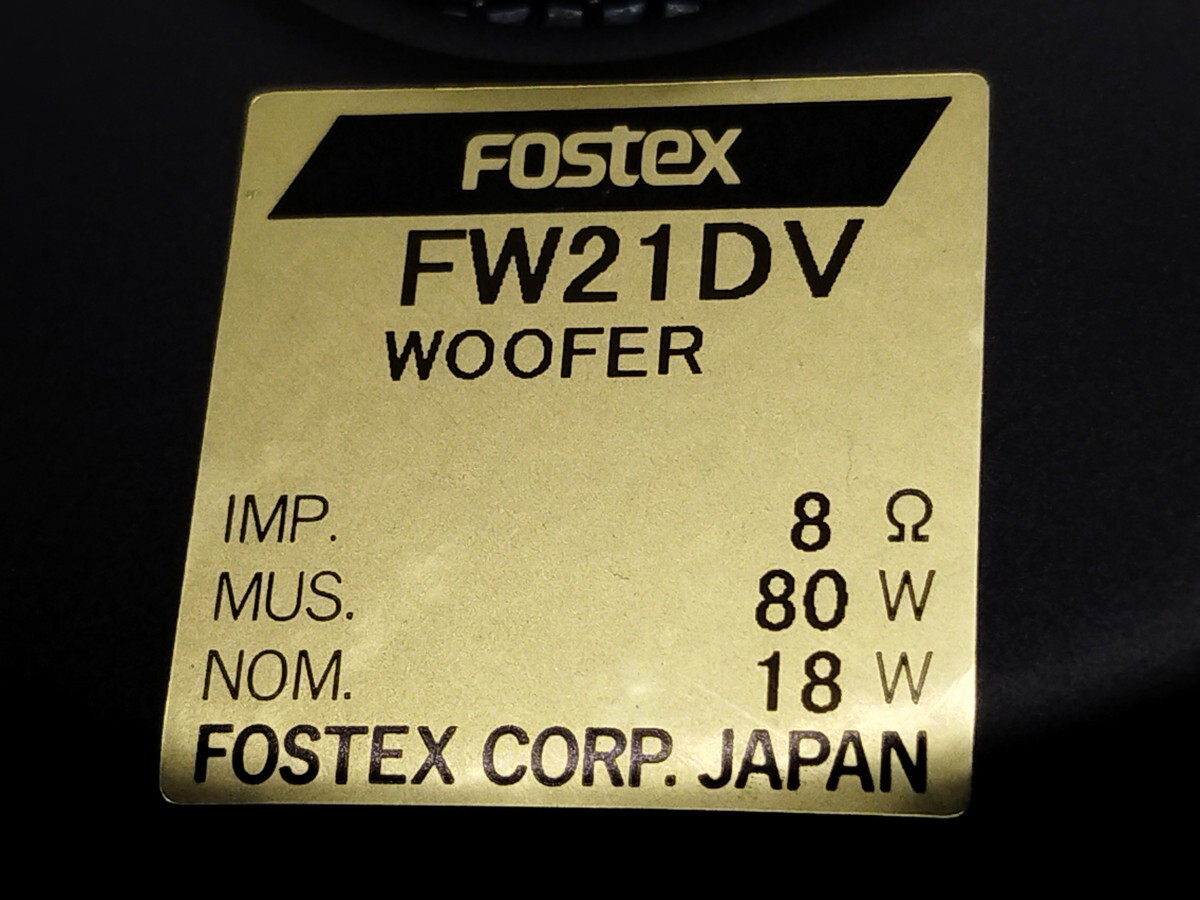 FOSTEX
FW21DV
WOOFER
IMP. 8 Ω
MUS. 80 W
NOM. 18 W
FOSTEX CORP. JAPAN